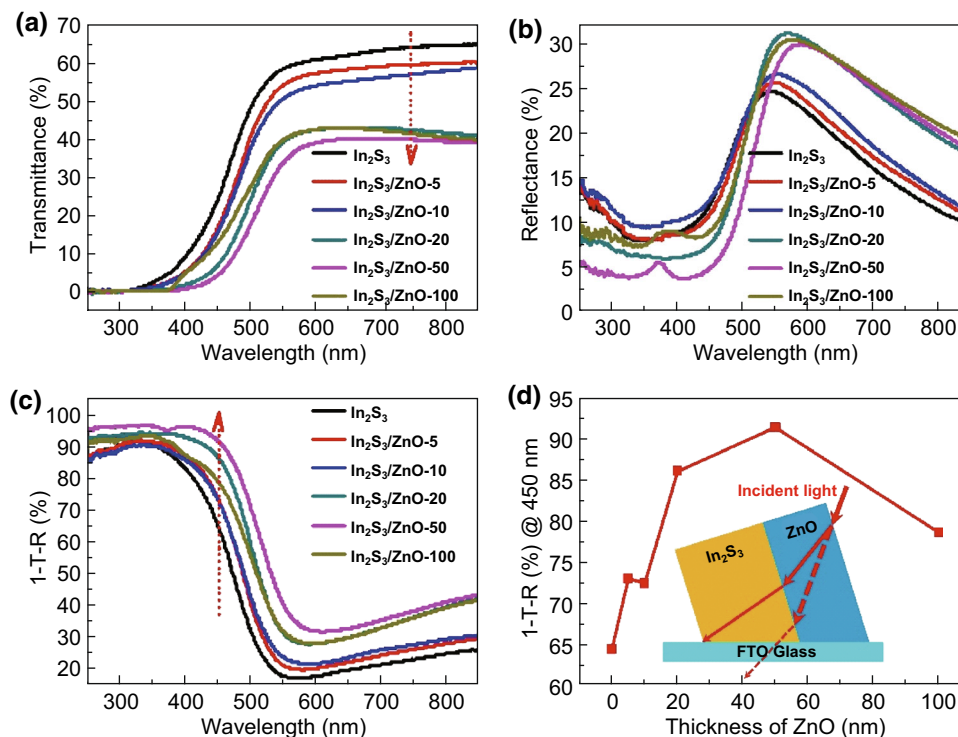 (a)
70
60
50
40
30
20
10
0
Transmittance (%)
In₂S₃
In₂S₃/ZnO-5
In₂S₃/ZnO-10
In₂S₃/ZnO-20
In₂S₃/ZnO-50
In₂S₃/ZnO-100
300 400 500 600 700 800
Wavelength (nm)
(b)
30
25
20
15
10
5
0
Reflectance (%)
In₂S₃
In₂S₃/ZnO-5
In₂S₃/ZnO-10
In₂S₃/ZnO-20
In₂S₃/ZnO-50
In₂S₃/ZnO-100
300 400 500 600 700 800
Wavelength (nm)
(c)
100
90
80
70
60
50
40
30
20
1-T-R (%)
In₂S₃
In₂S₃/ZnO-5
In₂S₃/ZnO-10
In₂S₃/ZnO-20
In₂S₃/ZnO-50
In₂S₃/ZnO-100
300 400 500 600 700 800
Wavelength (nm)
(d)
95
90
85
80
75
70
65
60
1-T-R (%) @ 450 nm
Incident light
ZnO
In₂S₃
FTO Glass
0 20 40 60 80 100
Thickness of ZnO (nm)